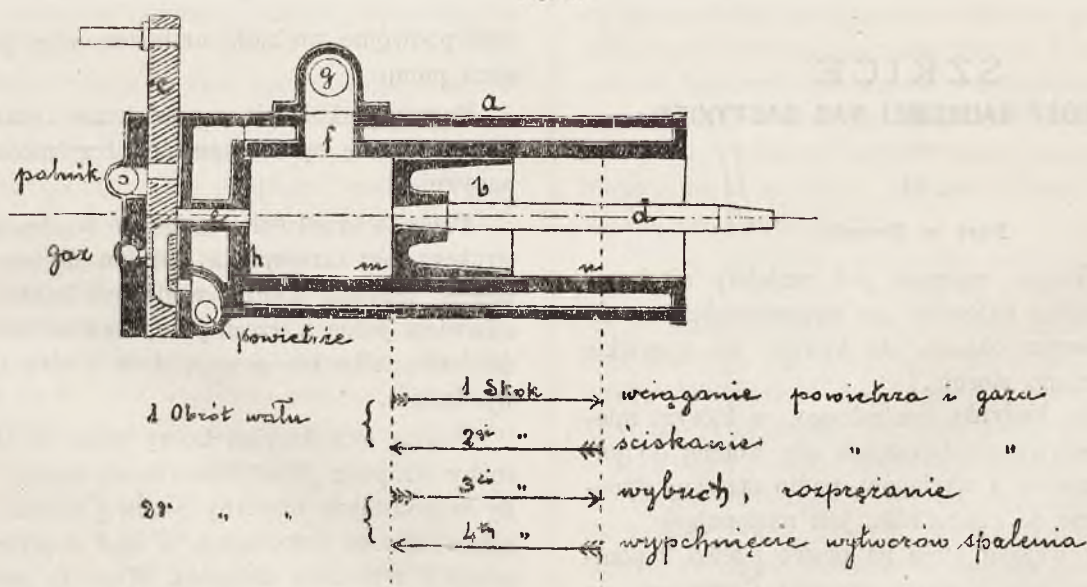 g
c
a
f
palnik
b
e
d
gaz
h
m
n
powietrze
1 Obrót wału { 1 Skok wciąganie powietrza i gazu
2gi " ściskanie " "
2gi " " { 3ci " wybuch, rozprężanie
4ty " wypchnięcie wytworow spalenia